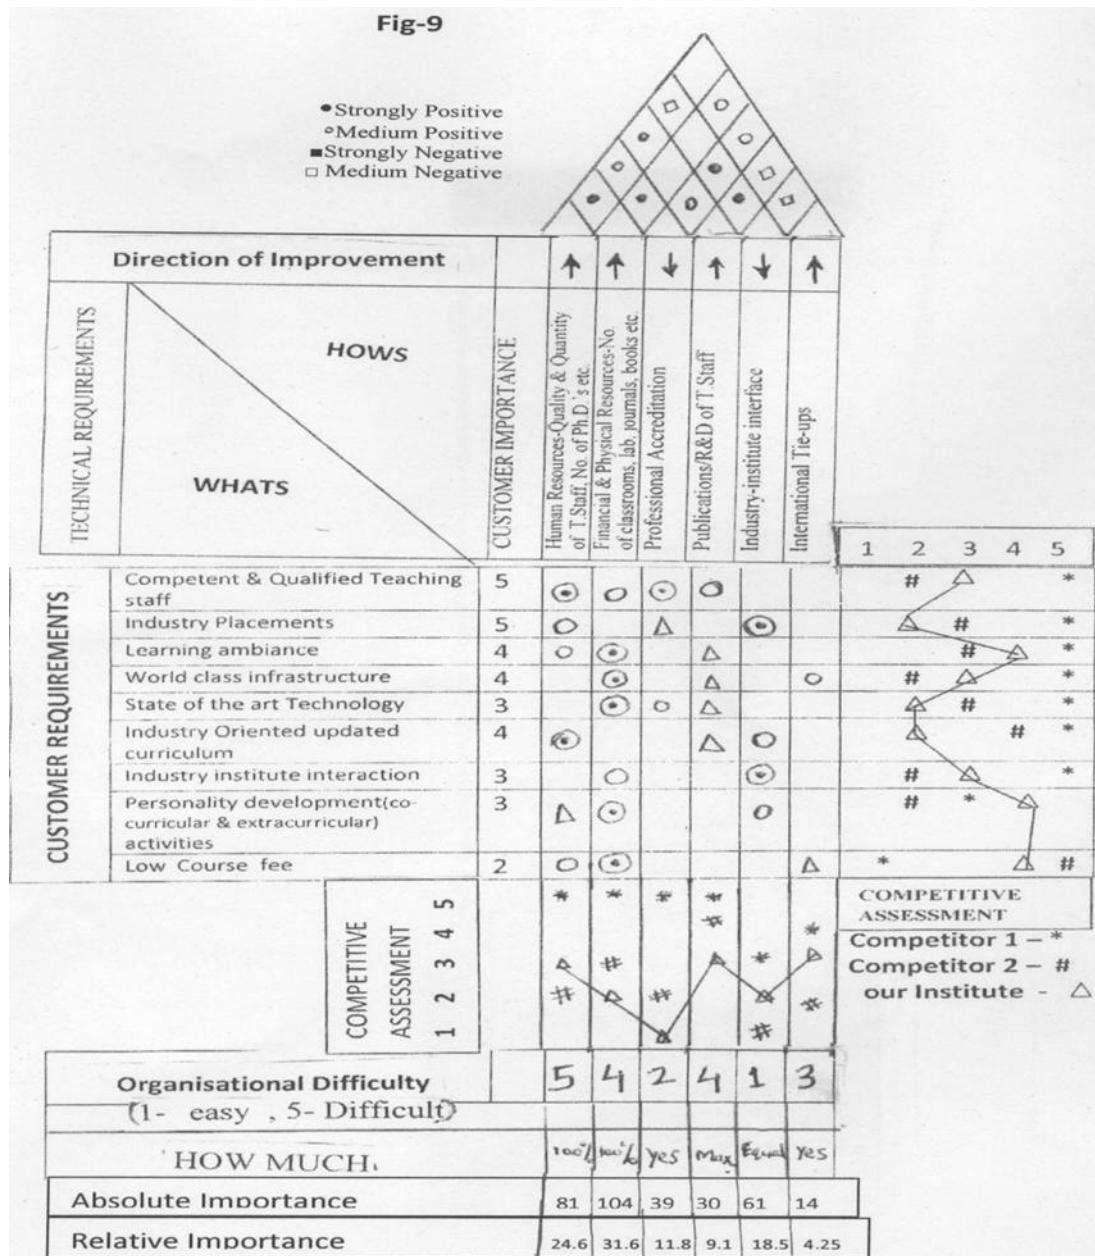 Fig-9
Strongly Positive
Medium Positive
Strongly Negative
Medium Negative
Direction of Improvement
TECHNICAL REQUIREMENTS
HOWS
WHATS
CUSTOMER IMPORTANCE
Human Resources-Quality & Quantity
of T.Staff, No. of Ph.D.'s etc.
Financial & Physical Resources-No.
of classrooms, lab, journals, books etc.
Professional Accreditation
Publications/R&D of T.Staff
Industry-institute interface
International Tie-ups
1 2 3 4 5
CUSTOMER REQUIREMENTS
Competent & Qualified Teaching
staff
5
# *
Industry Placements 5
# *
Learning ambiance 4
# *
World class infrastructure 4
# *
State of the art Technology 3
# *
Industry Oriented updated
curriculum
4
# *
Industry institute interaction 3
# *
Personality development(co-
curricular & extracurricular)
activities
3
# *
Low Course fee 2
* #
COMPETITIVE
ASSESSMENT
1 2 3 4 5
COMPETITIVE
ASSESSMENT
Competitor 1 – *
Competitor 2 – #
our Institute - △
Organisational Difficulty
(1- easy , 5- Difficult)
5 4 2 4 1 3
HOW MUCH
100% 100% yes Max Equal Yes
Absolute Importance 81 104 39 30 61 14
Relative Importance 24.6 31.6 11.8 9.1 18.5 4.25